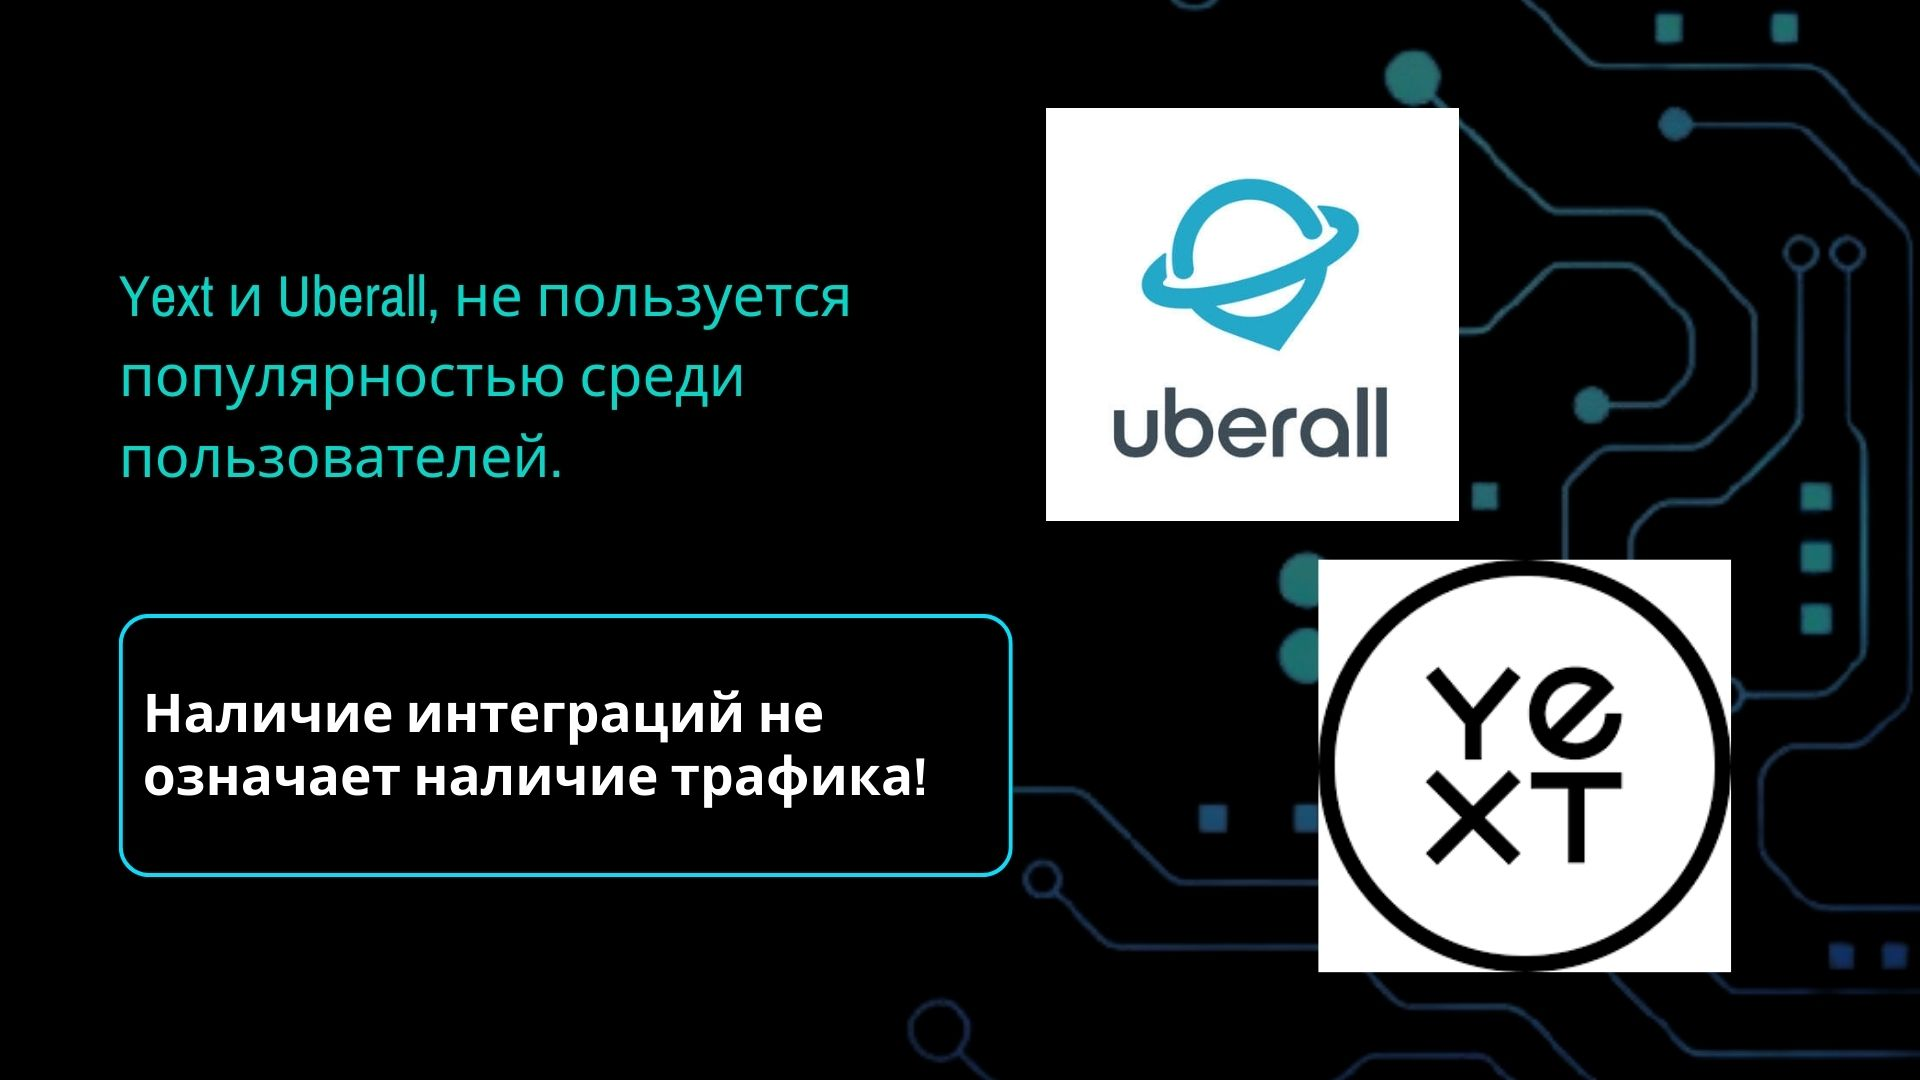 Yext и Uberall, не пользуется
популярностью среди
пользователей.
Наличие интеграций не
означает наличие трафика!
uberall
Ye
XT